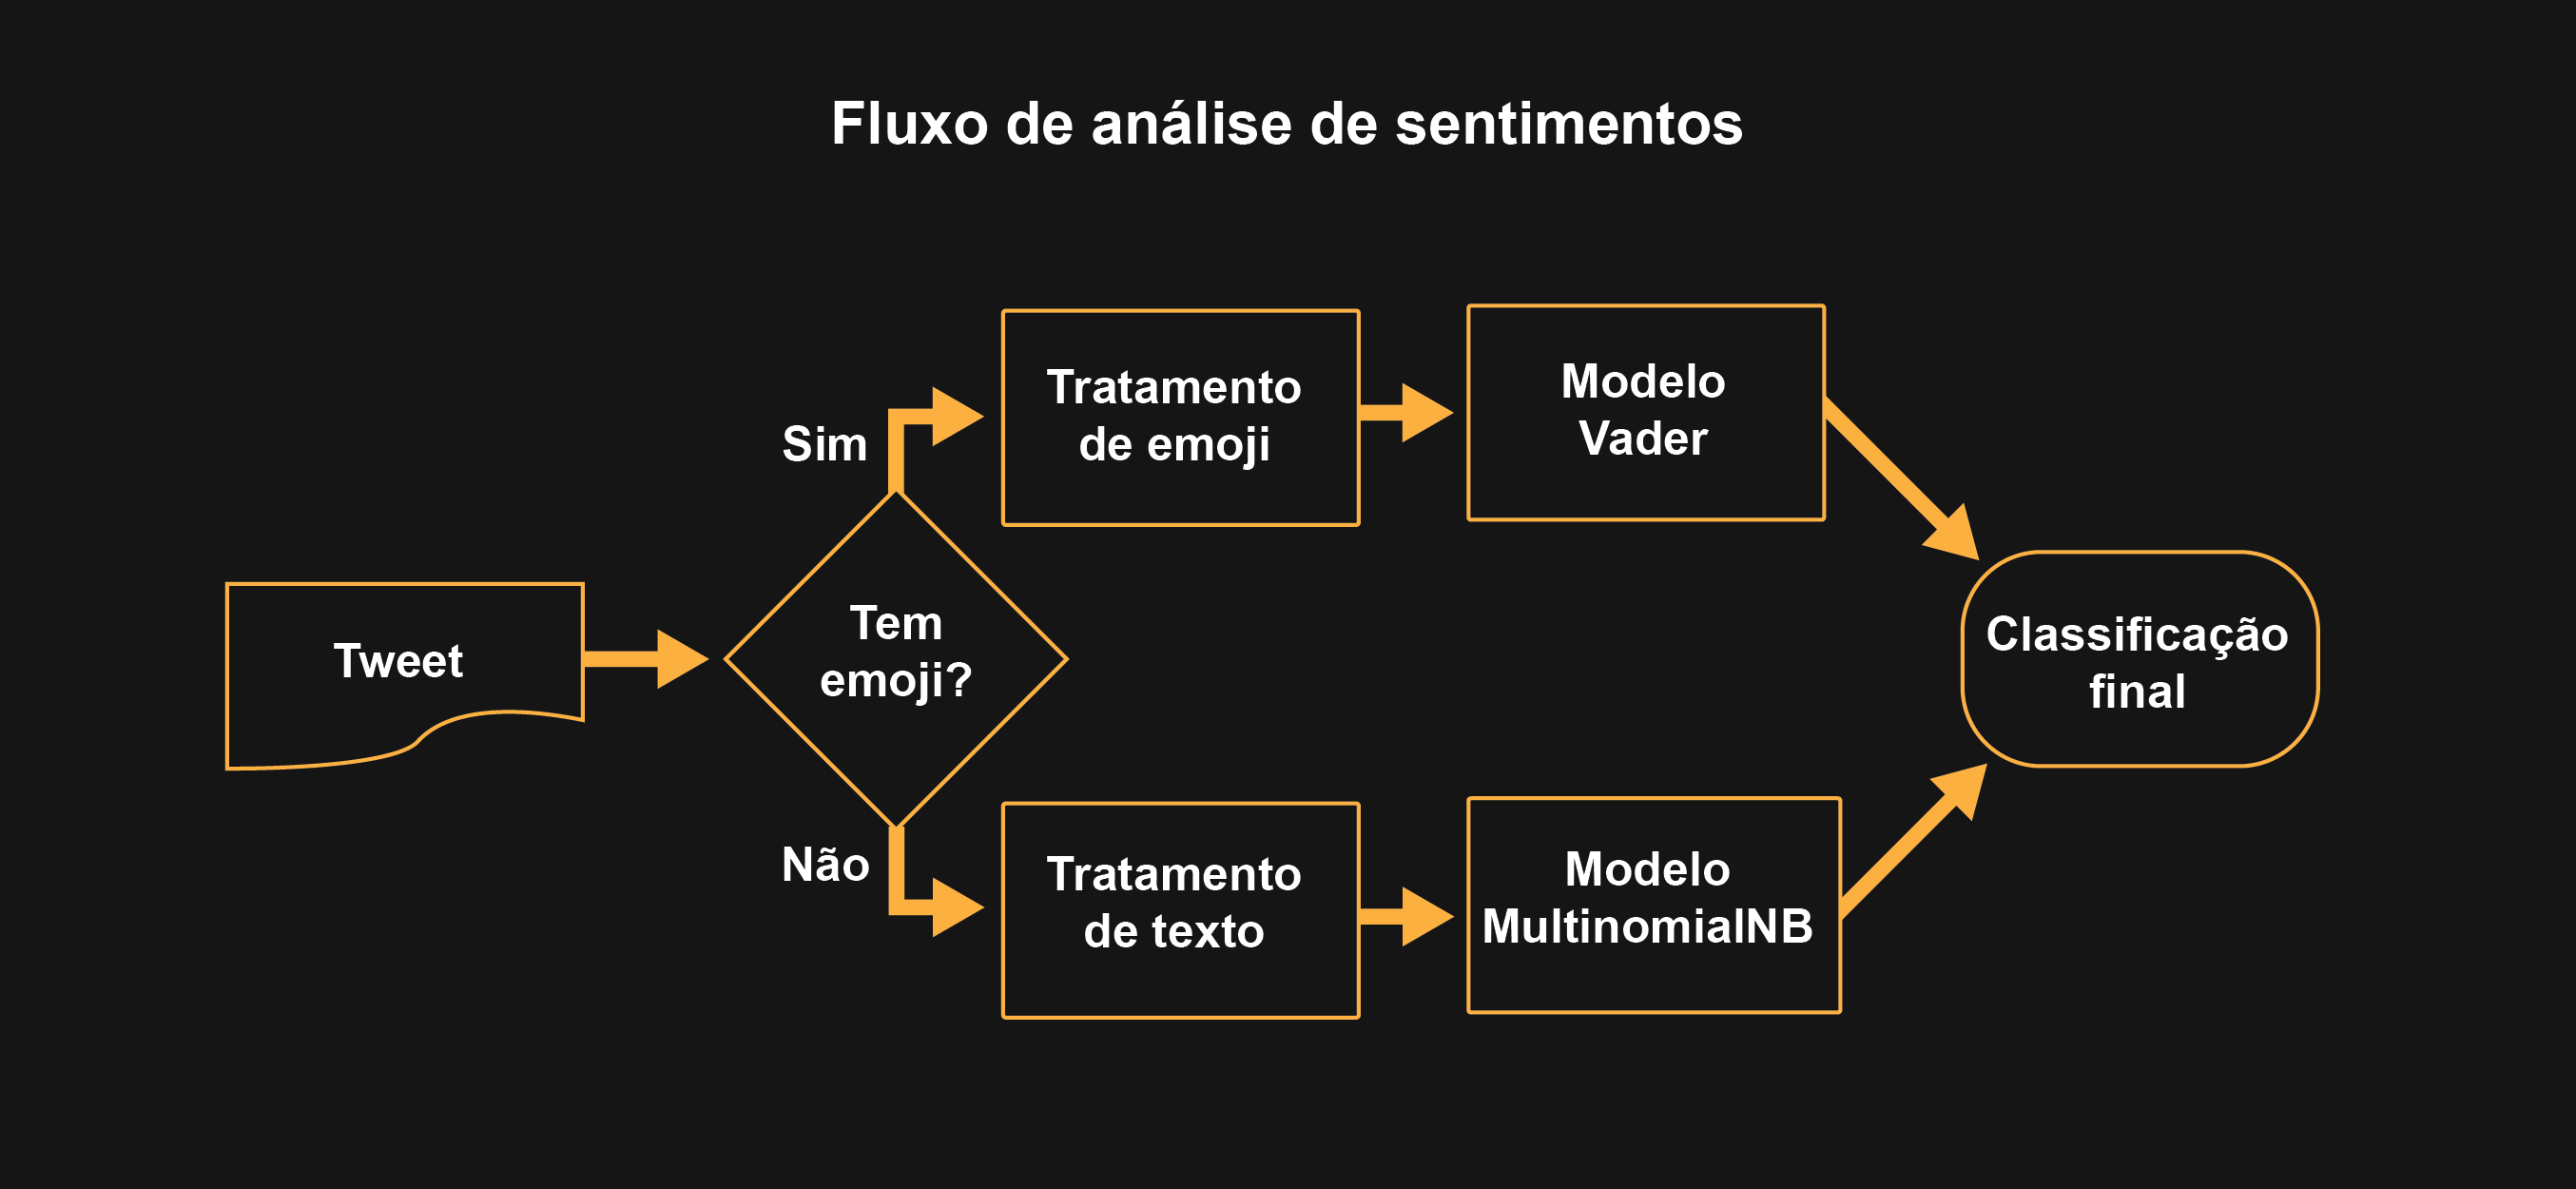 Fluxo de análise de sentimentos
Tweet
Tem
emoji?
Sim
Tratamento
de emoji
Modelo
Vader
Não
Tratamento
de texto
Modelo
MultinomialNB
Classificação
final